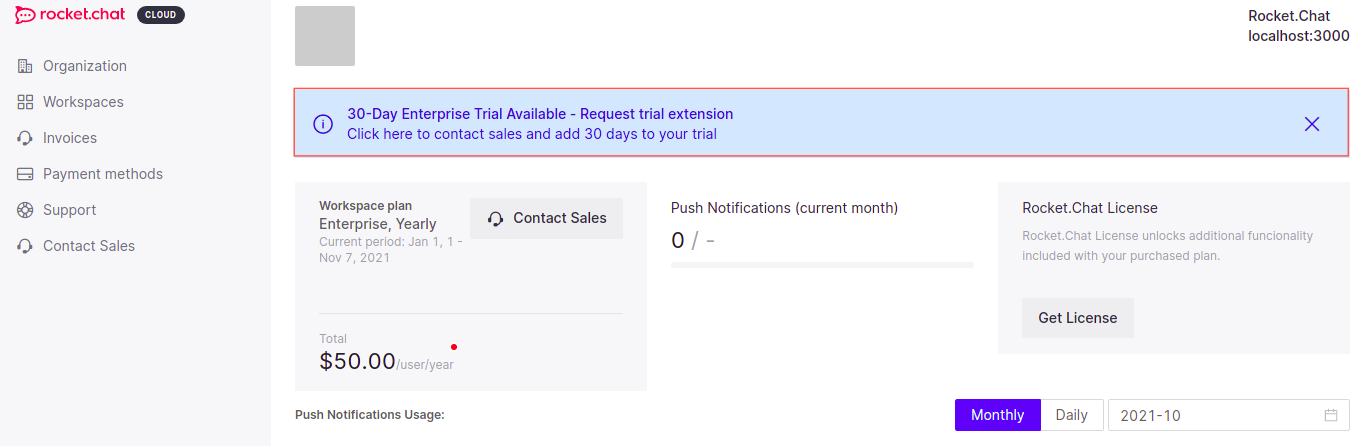 rocket.chat CLOUD
Organization
Workspaces
Invoices
Payment methods
Support
Contact Sales
Rocket.Chat
localhost:3000
30-Day Enterprise Trial Available - Request trial extension
Click here to contact sales and add 30 days to your trial
Workspace plan
Enterprise, Yearly
Current period: Jan 1, 1 -
Nov 7, 2021
Contact Sales
Total
$50.00/user/year
Push Notifications (current month)
0 / -
Rocket.Chat License
Rocket.Chat License unlocks additional funcionality
included with your purchased plan.
Get License
Push Notifications Usage:
Monthly
Daily
2021-10